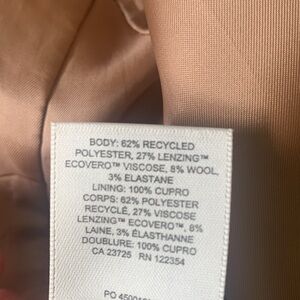 BODY: 62% RECYCLED
POLYESTER, 27% LENZING™
ECOVERO™ VISCOSE, 8% WOOL,
3% ELASTANE
LINING: 100% CUPRO
CORPS: 62% POLYESTER
RECYCLÉ, 27% VISCOSE
LENZING™ ECOVERO™, 8%
LAINE, 3% ÉLASTHANNE
DOUBLURE: 100% CUPRO
CA 23725 RN 122354
PO